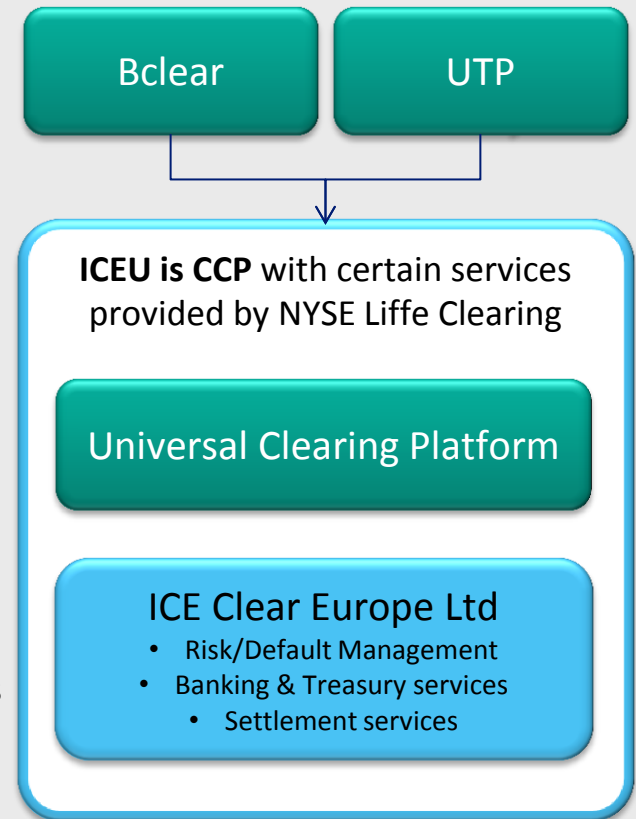 Bclear
UTP
ICEU is CCP with certain services
provided by NYSE Liffe Clearing
Universal Clearing Platform
ICE Clear Europe Ltd
• Risk/Default Management
• Banking & Treasury services
• Settlement services